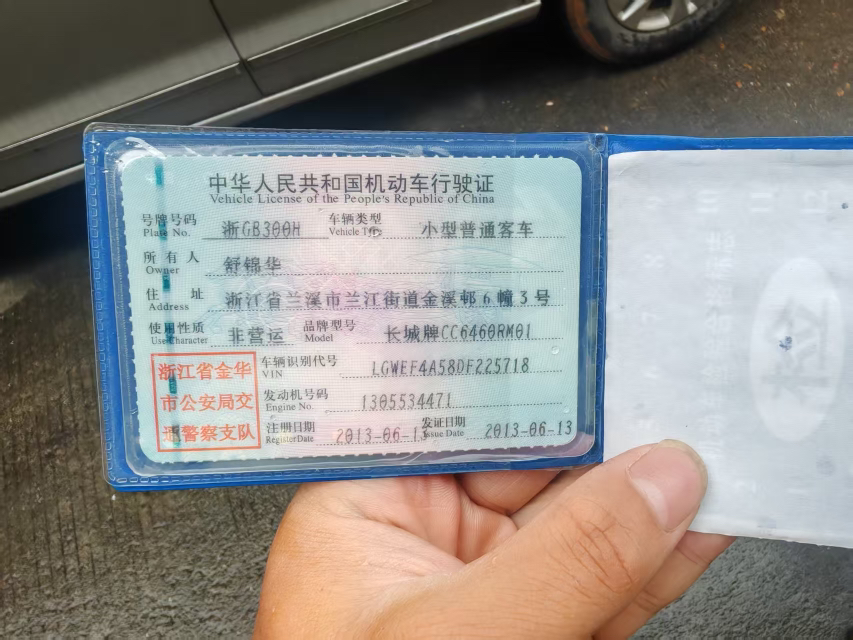 中华人民共和国机动车行驶证
Vehicle License of the People's Republic of China
号牌号码 浙GB300H 车辆类型 小型普通客车
Plate No. Vehicle Type
所有人 舒锦华
Owner
住址 浙江省兰溪市兰江街道金溪邨6幢3号
Address
使用性质 非营运 品牌型号 长城牌CC6460RM01
Use Character Model
浙江省金华
市公安局交
通警察支队
车辆识别代号 LGWEF4A58DF225718
VIN
发动机号码 1305534471
Engine No.
注册日期 2013-06-13 发证日期 2013-06-13
Register Date Issue Date